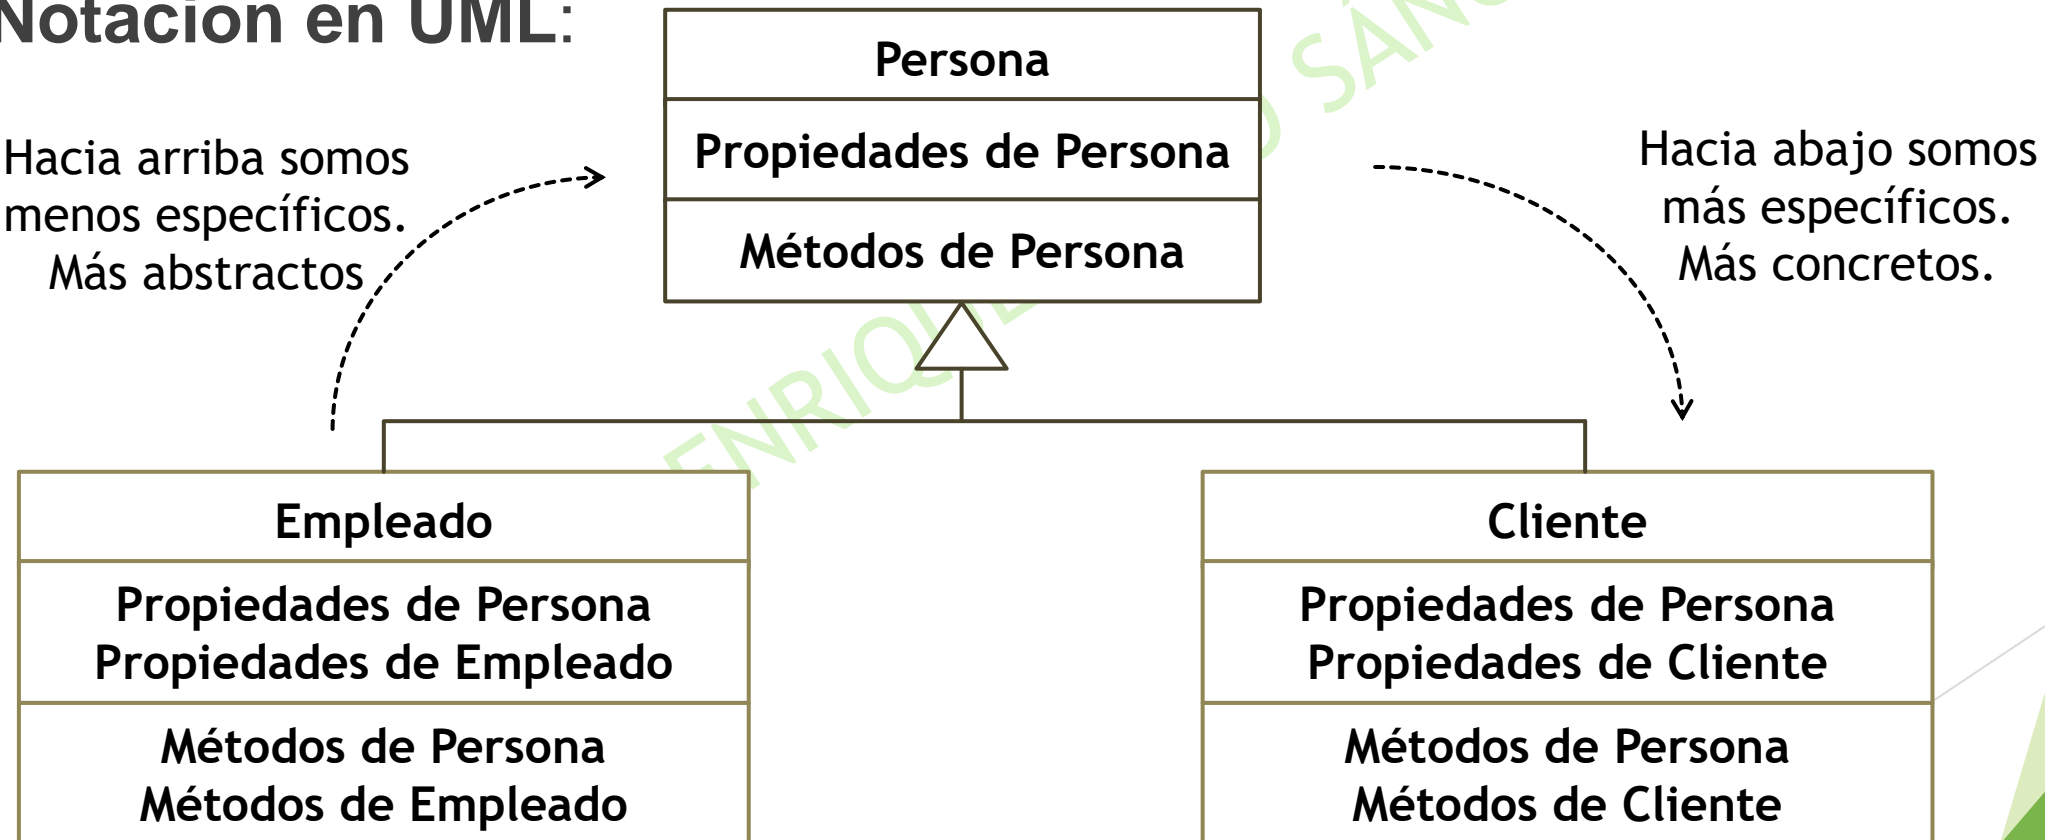 Notación en UML:
Persona
Propiedades de Persona
Métodos de Persona
Hacia arriba somos
menos específicos.
Más abstractos
Hacia abajo somos
más específicos.
Más concretos.
Empleado
Propiedades de Persona
Propiedades de Empleado
Métodos de Persona
Métodos de Empleado
Cliente
Propiedades de Persona
Propiedades de Cliente
Métodos de Persona
Métodos de Cliente